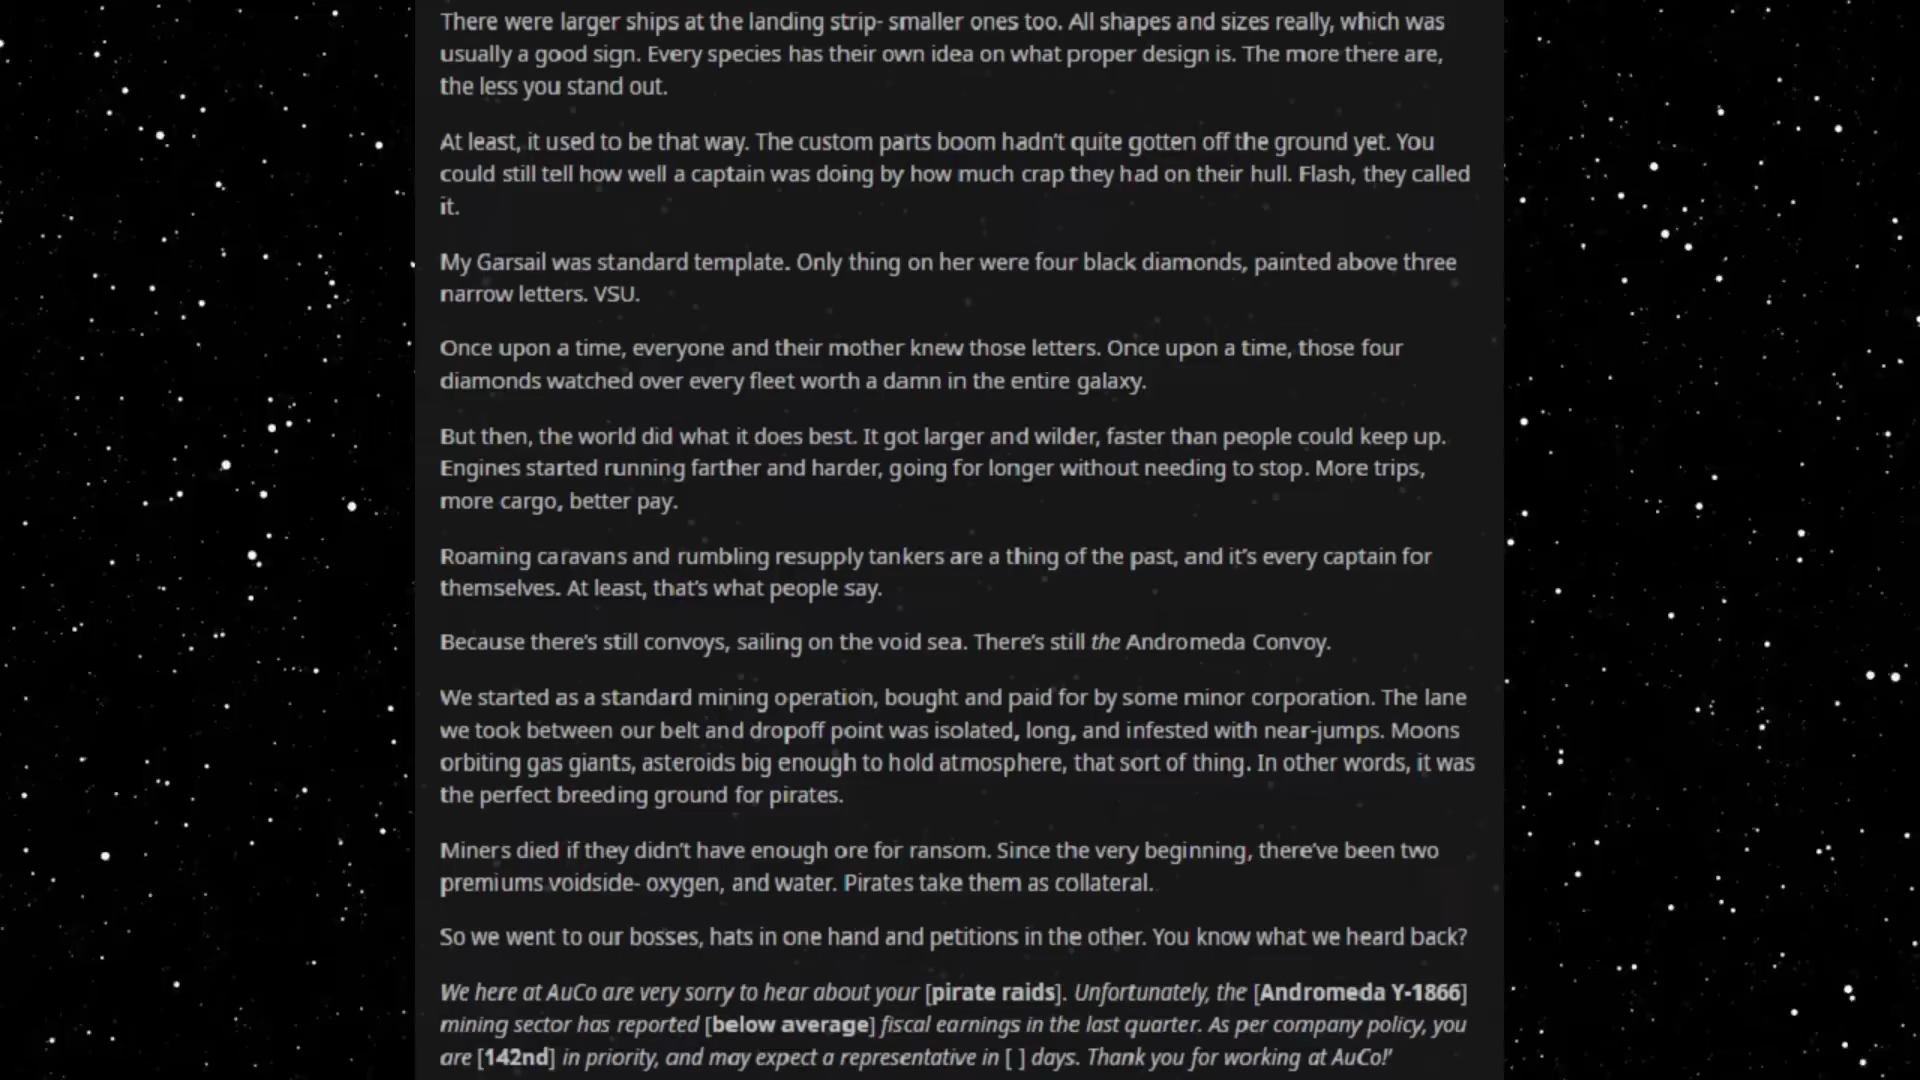 There were larger ships at the landing strip- smaller ones too. All shapes and sizes really, which was
usually a good sign. Every species has their own idea on what proper design is. The more there are,
the less you stand out.
At least, it used to be that way. The custom parts boom hadn’t quite gotten off the ground yet. You
could still tell how well a captain was doing by how much crap they had on their hull. Flash, they called
it.
My Garsail was standard template. Only thing on her were four black diamonds, painted above three
narrow letters. VSU.
Once upon a time, everyone and their mother knew those letters. Once upon a time, those four
diamonds watched over every fleet worth a damn in the entire galaxy.
But then, the world did what it does best. It got larger and wilder, faster than people could keep up.
Engines started running farther and harder, going for longer without needing to stop. More trips,
more cargo, better pay.
Roaming caravans and rumbling resupply tankers are a thing of the past, and it’s every captain for
themselves. At least, that’s what people say.
Because there’s still convoys, sailing on the void sea. There’s still the Andromeda Convoy.
We started as a standard mining operation, bought and paid for by some minor corporation. The lane
we took between our belt and dropoff point was isolated, long, and infested with near-jumps. Moons
orbiting gas giants, asteroids big enough to hold atmosphere, that sort of thing. In other words, it was
the perfect breeding ground for pirates.
Miners died if they didn’t have enough ore for ransom. Since the very beginning, there’ve been two
premiums voidside- oxygen, and water. Pirates take them as collateral.
So we went to our bosses, hats in one hand and petitions in the other. You know what we heard back?
We here at AuCo are very sorry to hear about your [pirate raids]. Unfortunately, the [Andromeda Y-1866]
mining sector has reported [below average] fiscal earnings in the last quarter. As per company policy, you
are [142nd] in priority, and may expect a representative in [ ] days. Thank you for working at AuCo!’